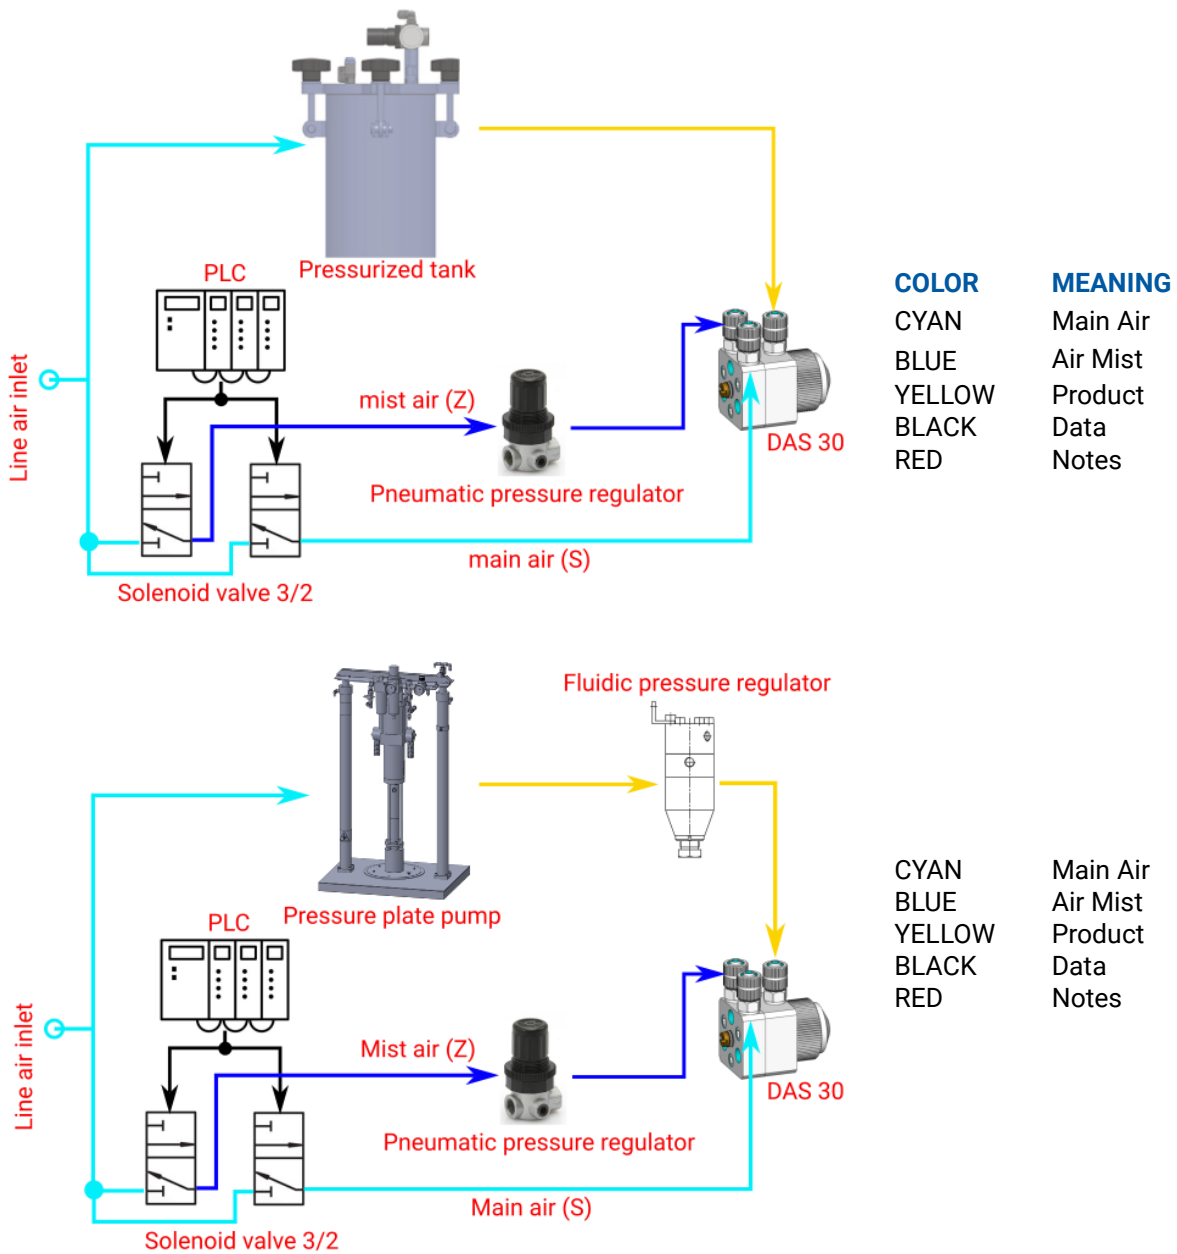 Pressurized tank
PLC
Line air inlet
mist air (Z)
Pneumatic pressure regulator
DAS 30
main air (S)
Solenoid valve 3/2
COLOR MEANING
CYAN Main Air
BLUE Air Mist
YELLOW Product
BLACK Data
RED Notes
Fluidic pressure regulator
Pressure plate pump
PLC
Line air inlet
Mist air (Z)
Pneumatic pressure regulator
DAS 30
Main air (S)
Solenoid valve 3/2
CYAN Main Air
BLUE Air Mist
YELLOW Product
BLACK Data
RED Notes